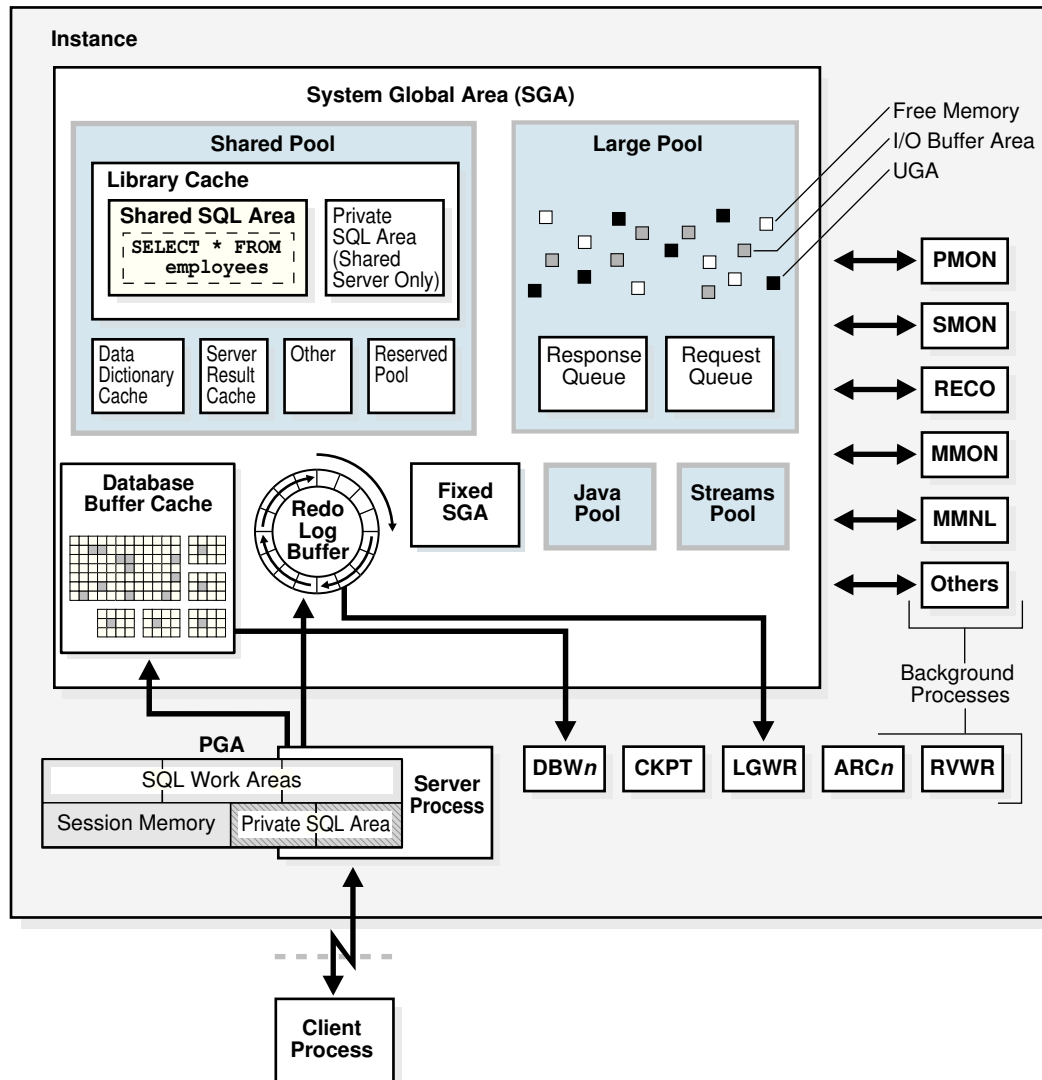 Instance
System Global Area (SGA)
Shared Pool
Library Cache
Shared SQL Area
SELECT * FROM
employees
Private
SQL Area
(Shared
Server Only)
Data
Dictionary
Cache
Server
Result
Cache
Other
Reserved
Pool
Large Pool
Response
Queue
Request
Queue
Free Memory
I/O Buffer Area
UGA
Database
Buffer Cache
Redo
Log
Buffer
Fixed
SGA
Java
Pool
Streams
Pool
PMON
SMON
RECO
MMON
MMNL
Others
Background
Processes
PGA
SQL Work Areas
Session Memory
Private SQL Area
Server
Process
DBWn
CKPT
LGWR
ARCn
RVWR
Client
Process